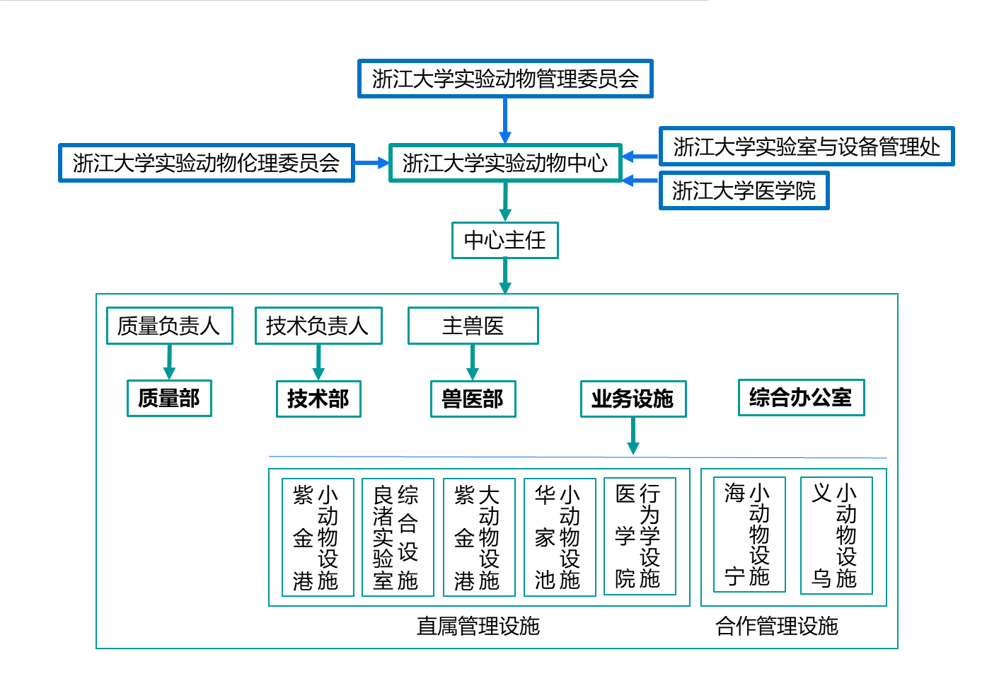 浙江大学实验动物管理委员会
浙江大学实验动物伦理委员会
浙江大学实验动物中心
浙江大学实验室与设备管理处
浙江大学医学院
中心主任
质量负责人
技术负责人
主兽医
质量部
技术部
兽医部
业务设施
综合办公室
紫金港
小动物设施
良渚实验室
综合设施
紫金港
大动物设施
华家池
小动物设施
医学院
行为学设施
海宁
小动物设施
义乌
小动物设施
直属管理设施
合作管理设施